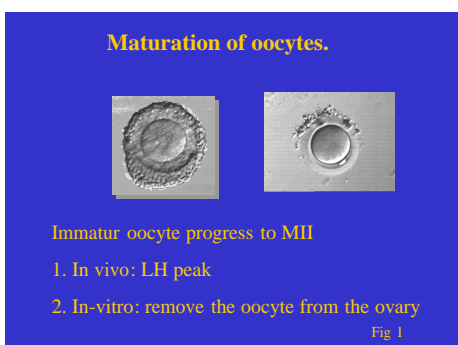 Maturation of oocytes.
Immatur oocyte progress to MII
1. In vivo: LH peak
2. In-vitro: remove the oocyte from the ovary
Fig 1